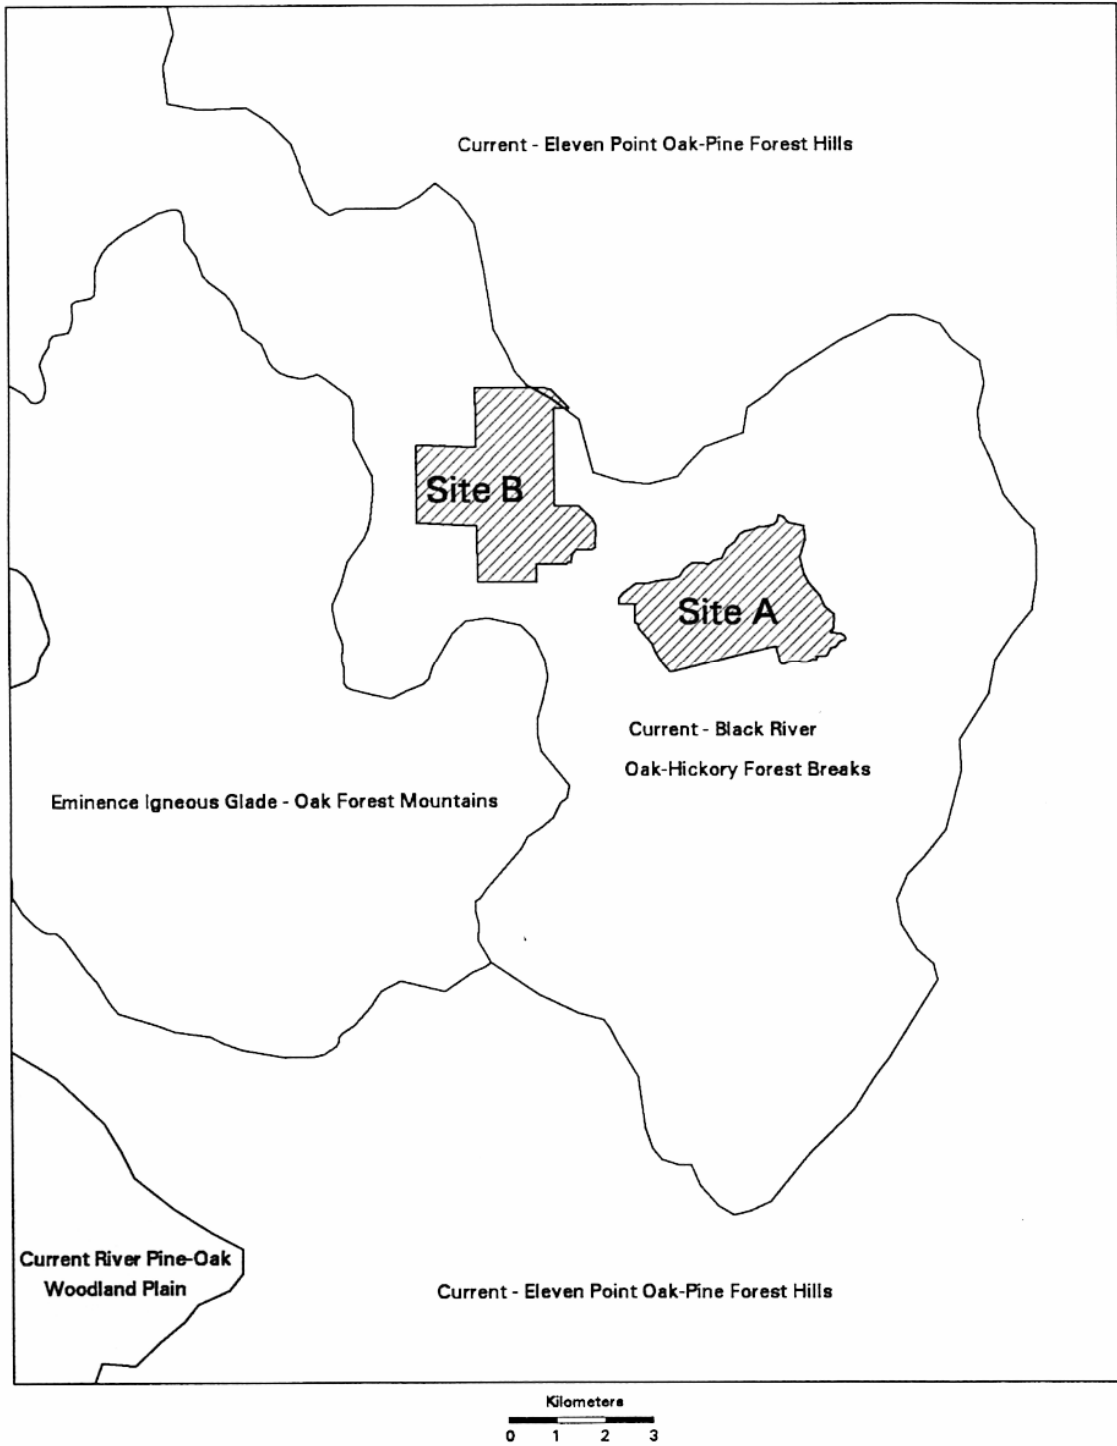 Current - Eleven Point Oak-Pine Forest Hills
Site B
Site A
Current - Black River
Oak-Hickory Forest Breaks
Eminence Igneous Glade - Oak Forest Mountains
Current River Pine-Oak
Woodland Plain
Current - Eleven Point Oak-Pine Forest Hills
Kilometers
0 1 2 3